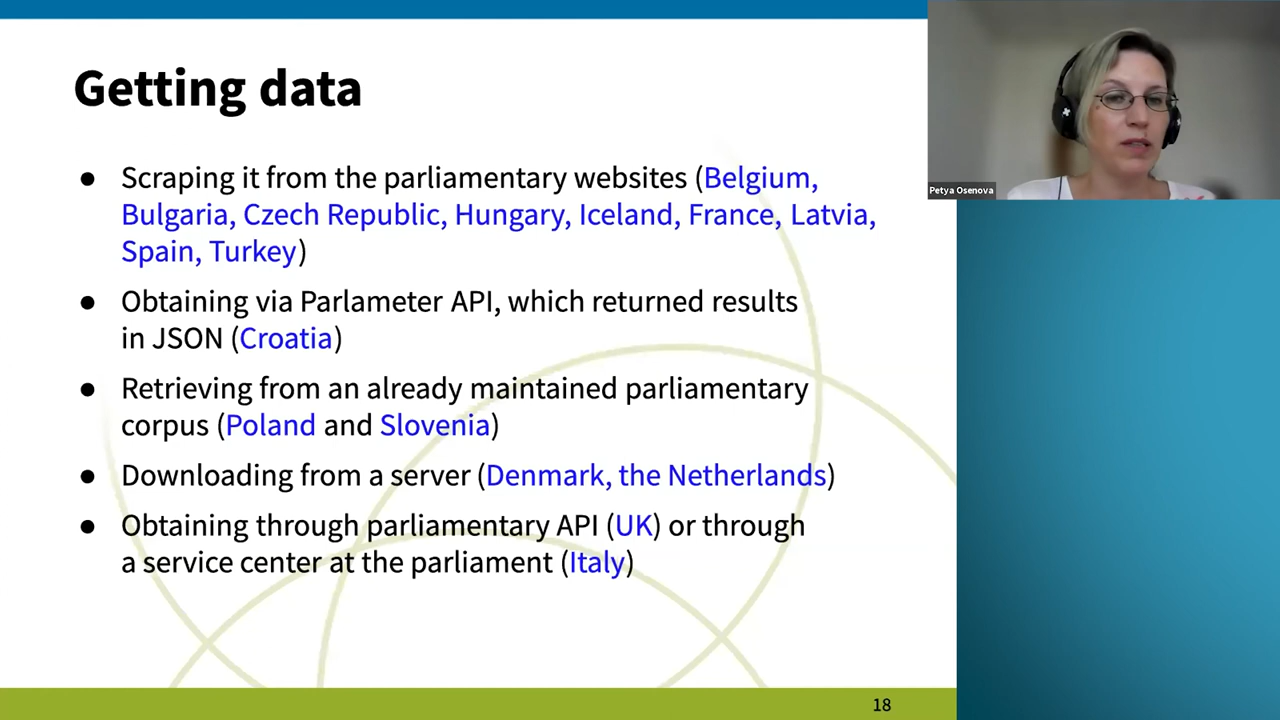 Getting data
● Scraping it from the parliamentary websites (Belgium,
Bulgaria, Czech Republic, Hungary, Iceland, France, Latvia,
Spain, Turkey)
● Obtaining via Parlameter API, which returned results
in JSON (Croatia)
● Retrieving from an already maintained parliamentary
corpus (Poland and Slovenia)
● Downloading from a server (Denmark, the Netherlands)
● Obtaining through parliamentary API (UK) or through
a service center at the parliament (Italy)
18
Petya Osenova